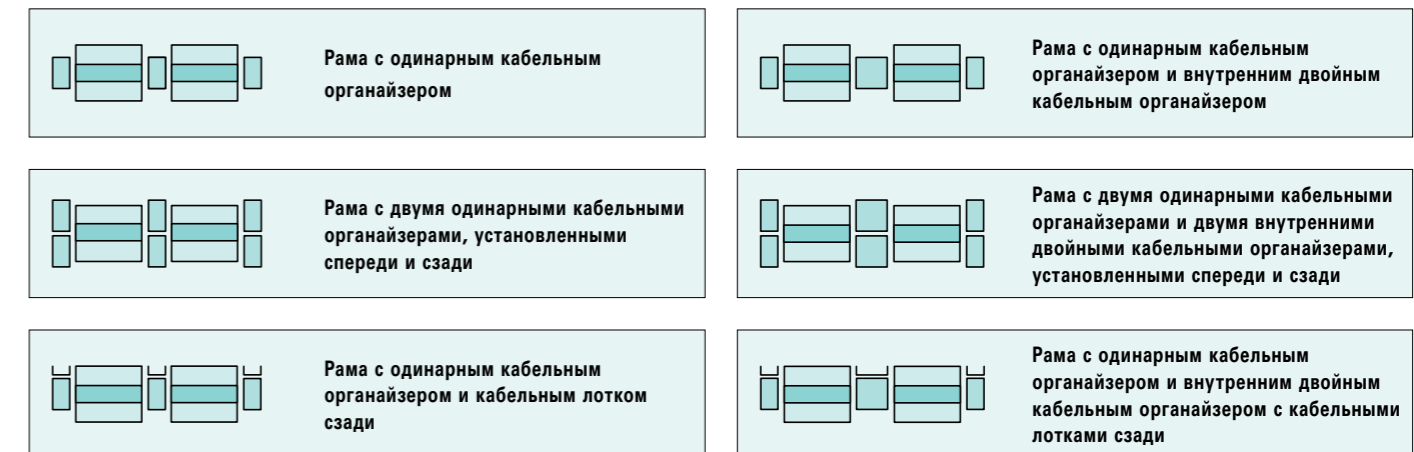 Рама с одинарным кабельным
органайзером
Рама с одинарным кабельным
органайзером и внутренним двойным
кабельным органайзером
Рама с двумя одинарными кабельными
органайзерами, установленными
спереди и сзади
Рама с двумя одинарными кабельными
органайзерами и двумя внутренними
двойными кабельными органайзерами,
установленными спереди и сзади
Рама с одинарным кабельным
органайзером и кабельным лотком
сзади
Рама с одинарным кабельным
органайзером и внутренним двойным
кабельным органайзером с кабельными
лотками сзади